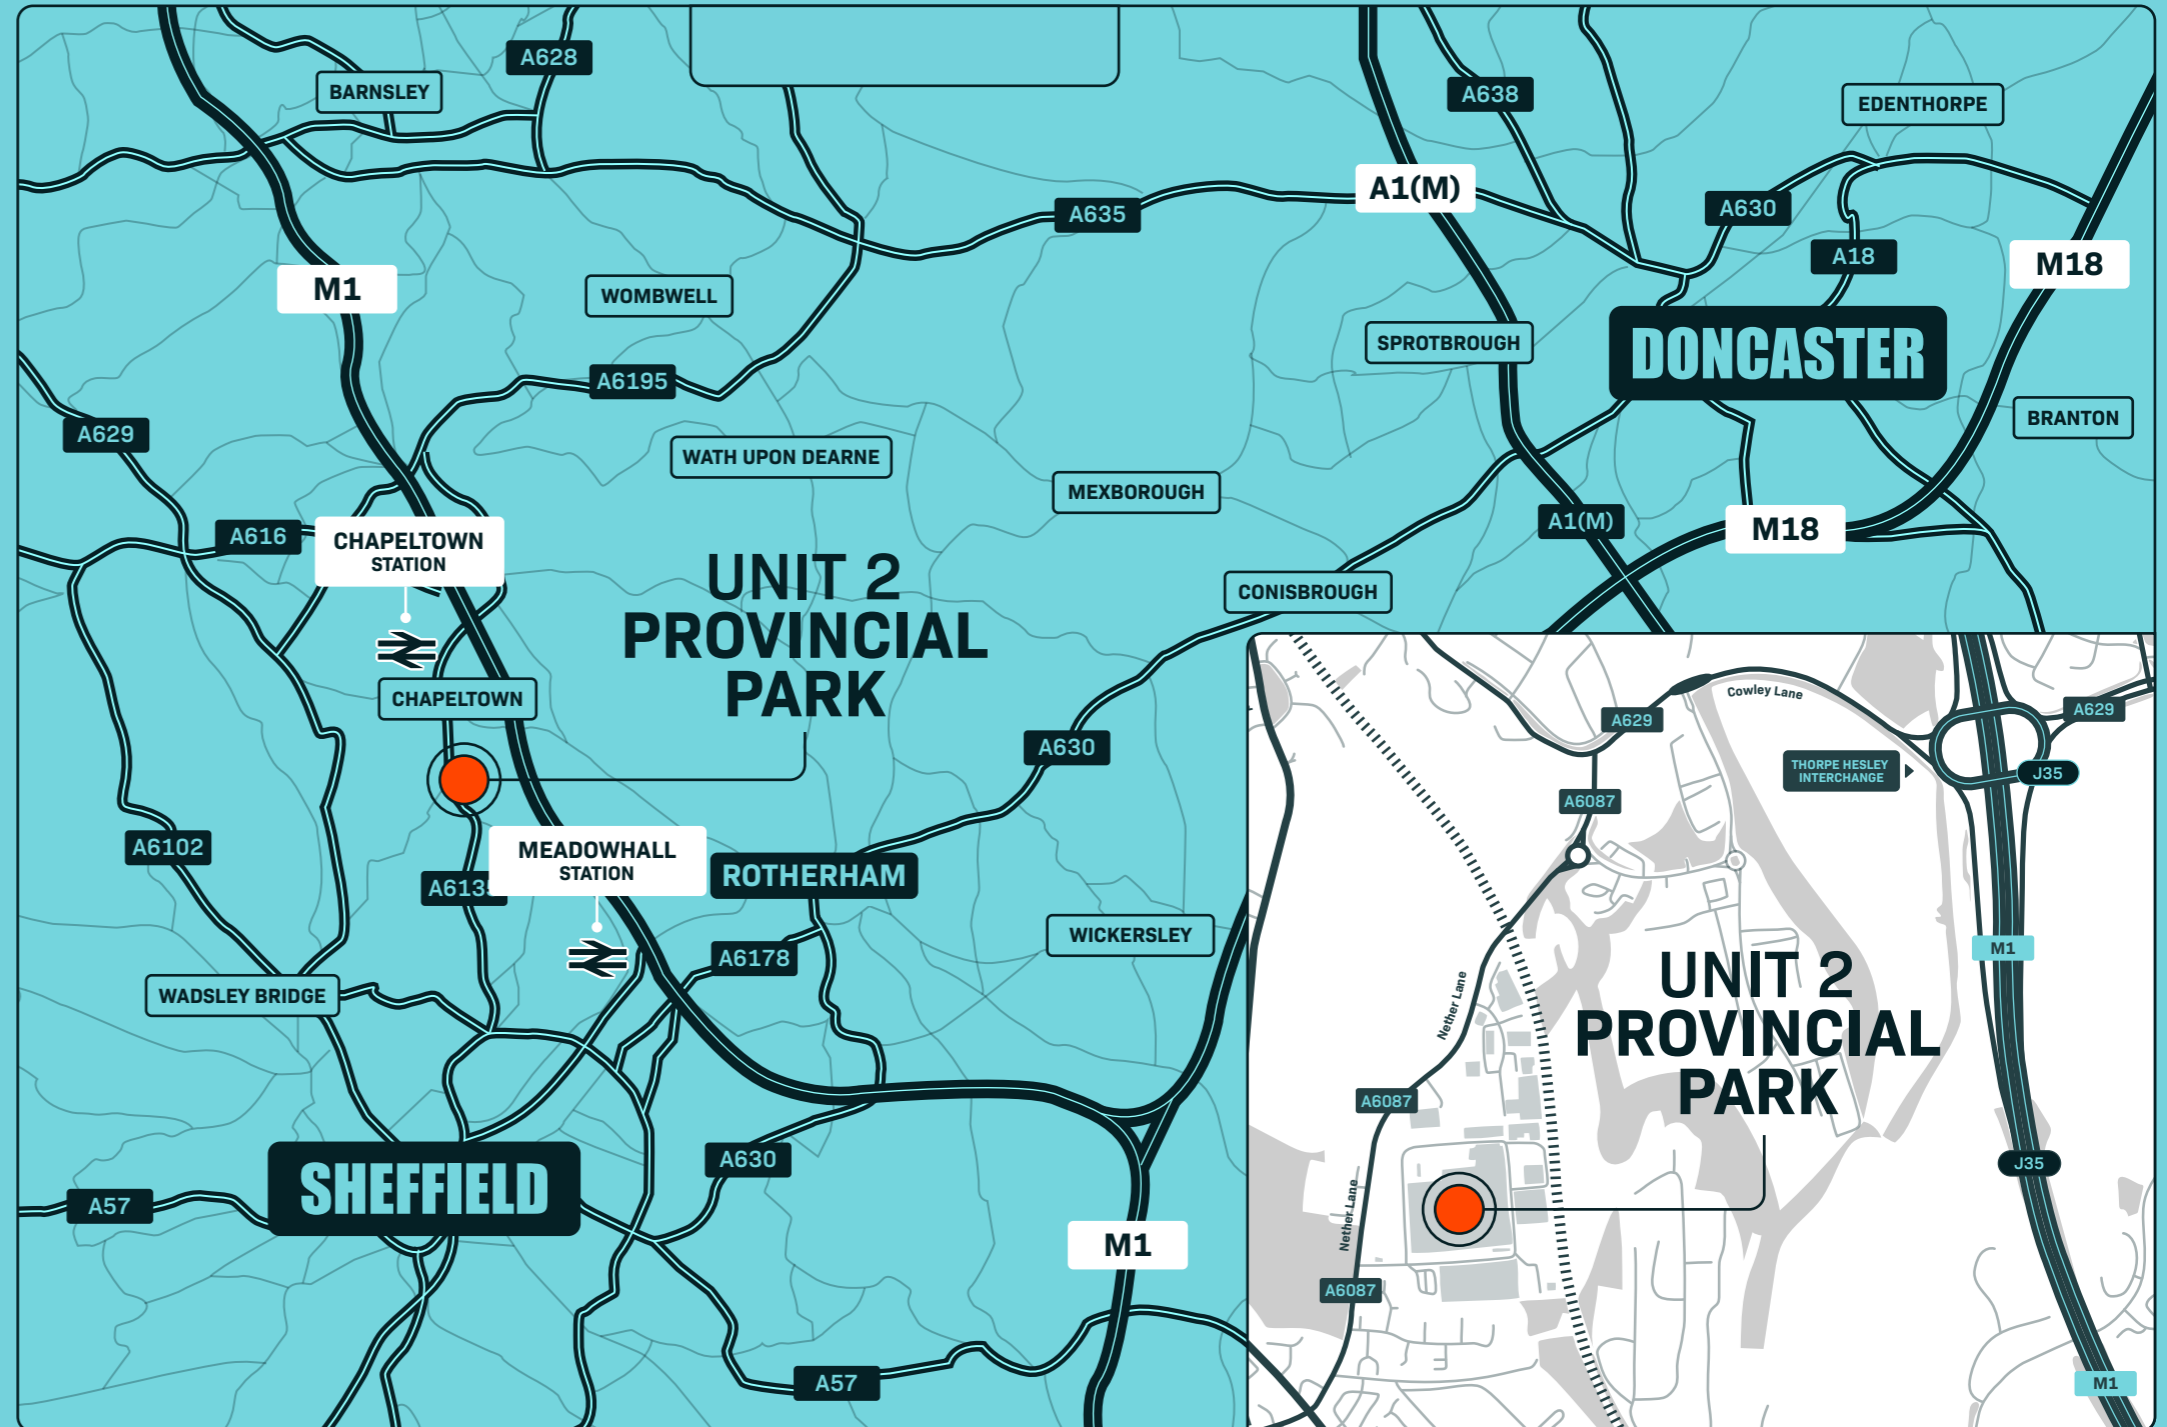 A628
BARNSLEY
A638
EDENTHORPE
A1(M)
A635
A630
A18
M18
M1
WOMBWELL
SPROTBROUGH
DONCASTER
A6195
BRANTON
A629
WATH UPON DEARNE
MEXBOROUGH
A616
CHAPELTOWN
STATION
A1(M)
M18
UNIT 2
PROVINCIAL
PARK
CONISBROUGH
CHAPELTOWN
A630
A6102
MEADOWHALL
STATION
ROTHERHAM
WICKERSLEY
A6178
WADSLEY BRIDGE
A630
SHEFFIELD
A57
M1
A57
Cowley Lane
A629
A629
THORPE HESLEY
INTERCHANGE
J35
A6087
M1
Nether Lane
UNIT 2
PROVINCIAL
PARK
A6087
J35
Nether Lane
A6087
M1